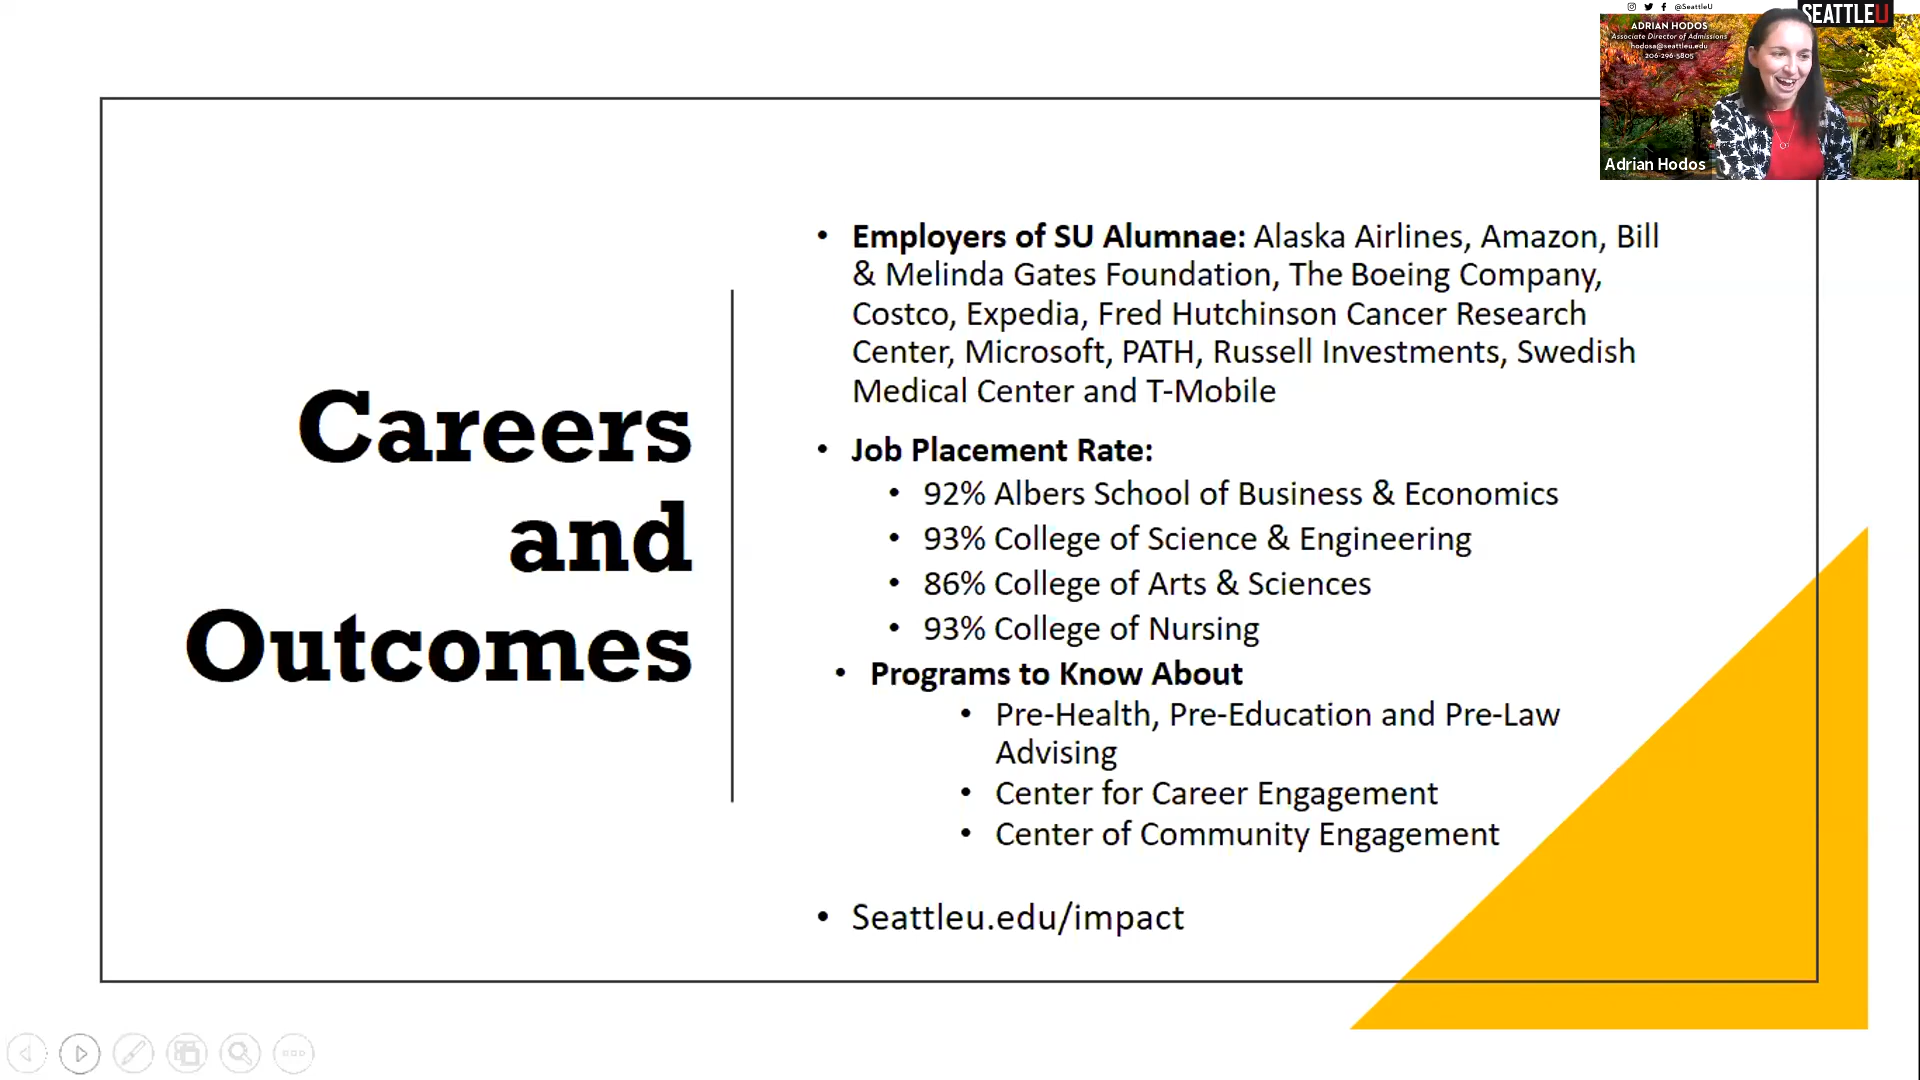 @SeattleU
SEATTLEU
ADRIAN HODOS
Associate Director of Admissions
hodosa@seattleu.edu
206-296-5805
Adrian Hodos
Careers
and
Outcomes
• Employers of SU Alumnae: Alaska Airlines, Amazon, Bill
& Melinda Gates Foundation, The Boeing Company,
Costco, Expedia, Fred Hutchinson Cancer Research
Center, Microsoft, PATH, Russell Investments, Swedish
Medical Center and T-Mobile
• Job Placement Rate:
• 92% Albers School of Business & Economics
• 93% College of Science & Engineering
• 86% College of Arts & Sciences
• 93% College of Nursing
• Programs to Know About
• Pre-Health, Pre-Education and Pre-Law
Advising
• Center for Career Engagement
• Center of Community Engagement
• Seattleu.edu/impact